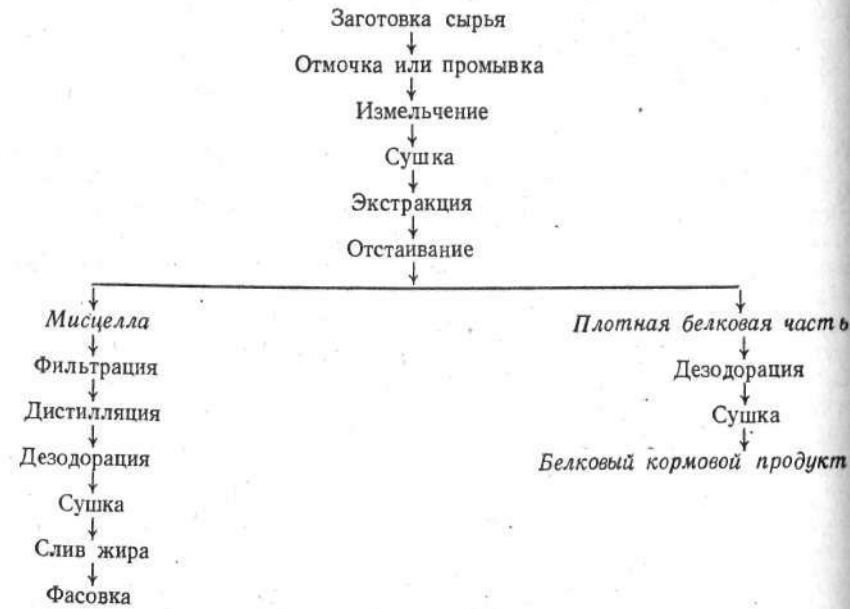 Заготовка сырья
Отмочка или промывка
Измельчение
Сушка
Экстракция
Отстаивание
Мисцелла
Фильтрация
Дистилляция
Дезодорация
Сушка
Слив жира
Фасовка
Плотная белковая часть
Дезодорация
Сушка
Белковый кормовой продукт